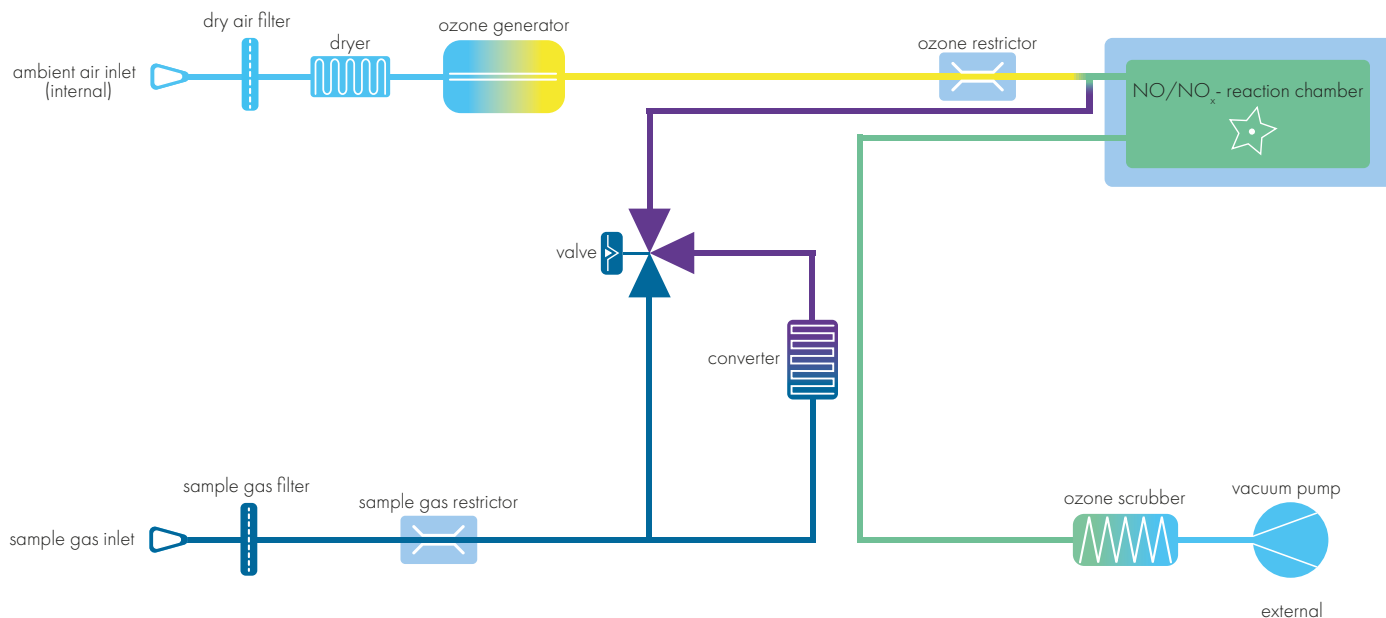 dry air filter
dryer
ozone generator
ozone restrictor
ambient air inlet
(internal)
NO/NOx- reaction chamber
valve
converter
sample gas filter
sample gas restrictor
sample gas inlet
ozone scrubber
vacuum pump
external